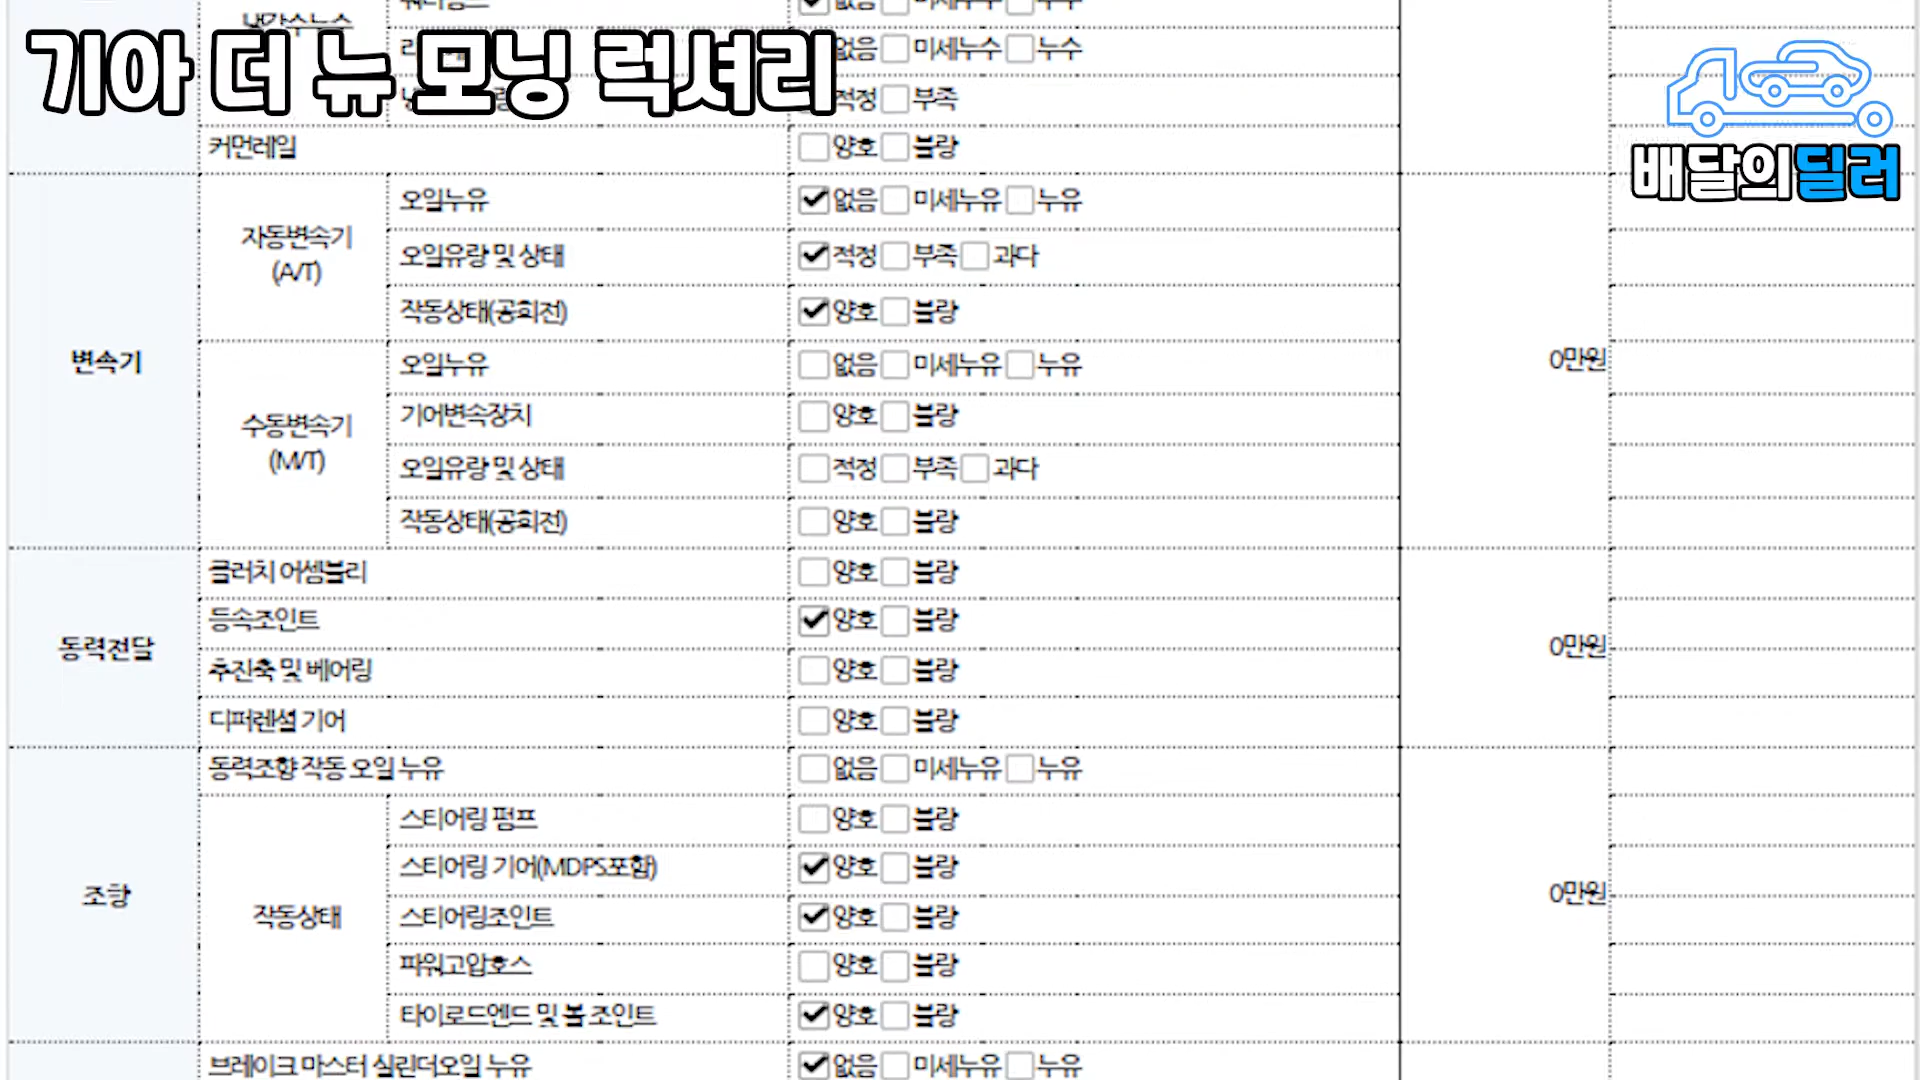 기아 더 뉴 모닝 럭셔리
배달의딜러
없음 미세누수 누수
적정 부족
커먼레일 양호 불량
변속기
자동변속기
(A/T)
오일누유 없음 미세누유 누유
오일유량 및 상태 적정 부족 과다
작동상태(공회전) 양호 불량
수동변속기
(M/T)
오일누유 없음 미세누유 누유
기어변속장치 양호 불량
오일유량 및 상태 적정 부족 과다
작동상태(공회전) 양호 불량
0만원
동력전달
클러치 어셈블리 양호 불량
등속조인트 양호 불량
추진축 및 베어링 양호 불량
디퍼렌셜 기어 양호 불량
0만원
조향
동력조향 작동 오일 누유 없음 미세누유 누유
작동상태
스티어링 펌프 양호 불량
스티어링 기어(MDPS포함) 양호 불량
스티어링조인트 양호 불량
파워고압호스 양호 불량
타이로드엔드 및 볼 조인트 양호 불량
0만원
브레이크 마스터 실린더오일 누유 없음 미세누유 누유